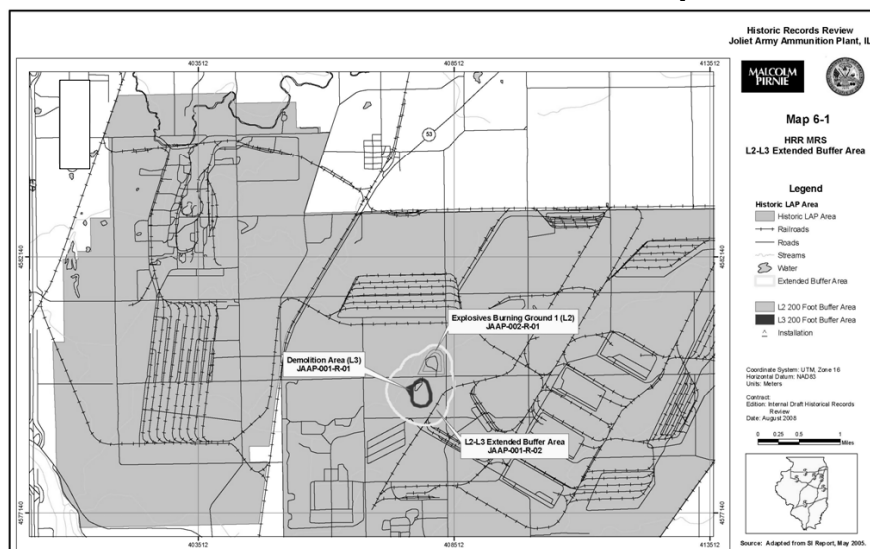 Historic Records Review
Joliet Army Ammunition Plant, IL
MALCOLM
PIRNIE
Map 6-1
HRR MRS
L2-L3 Extended Buffer Area
Legend
Historic LAP Area
Historic LAP Area
Railroads
Roads
Streams
Water
Extended Buffer Area
L2 200 Foot Buffer Area
L3 200 Foot Buffer Area
Installation
Coordinate System: UTM, Zone 16
Horizontal Datum: NAD83
Units: Meters
Contract:
Edition: Internal Draft Historical Records
Review
Date: August 2008
0 0.25 0.5 1
Miles
Source: Adapted from SI Report, May 2005.
403512 408512 413512
53
4582140 4582140
Explosives Burning Ground 1 (L2)
JAAP-002-R-01
Demolition Area (L3)
JAAP-001-R-01
L2-L3 Extended Buffer Area
JAAP-001-R-02
4577140 4577140
403512 408512 413512